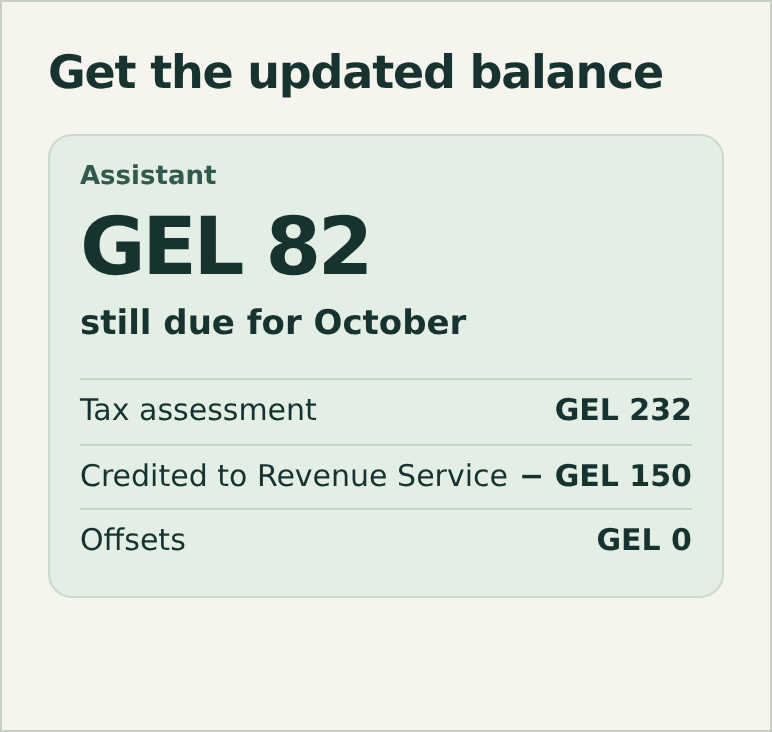 Get the updated balance
Assistant
GEL 82
still due for October
Tax assessment GEL 232
Credited to Revenue Service − GEL 150
Offsets GEL 0